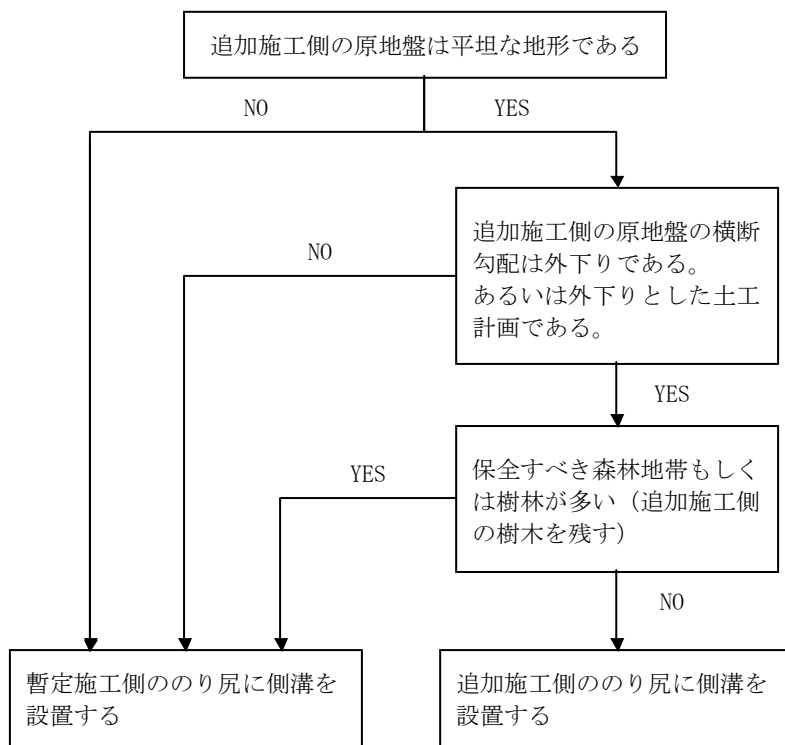 追加施工側の原地盤は平坦な地形である
NO
YES
追加施工側の原地盤の横断
勾配は外下りである。
あるいは外下りとした土工
計画である。
NO
YES
保全すべき森林地帯もしく
は樹林が多い（追加施工側
の樹木を残す）
YES
NO
暫定施工側ののり尻に側溝を
設置する
追加施工側ののり尻に側溝を
設置する